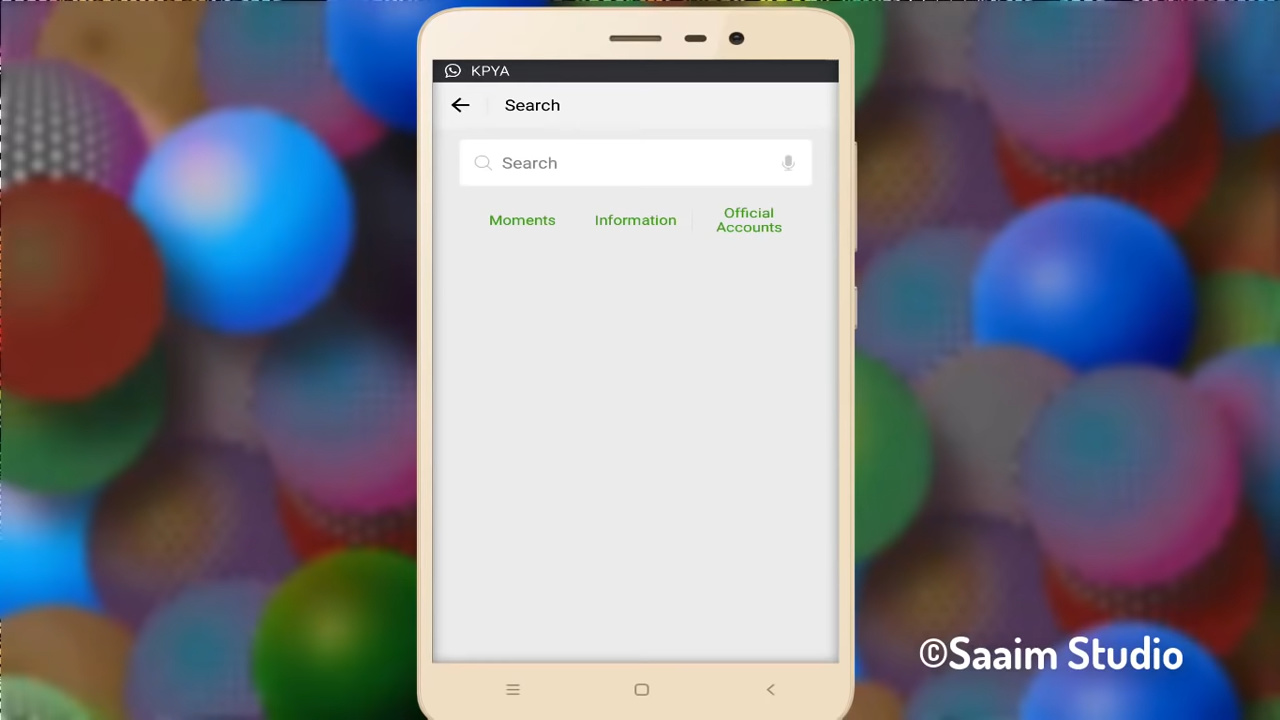 KPYA
Search
Search
Moments
Information
Official
Accounts
©Saaim Studio